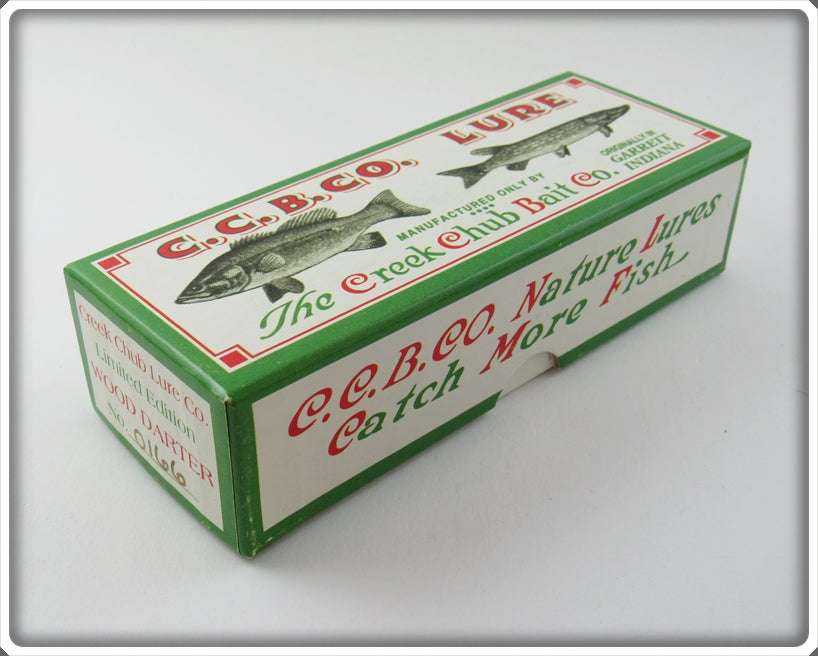 C.C.B.CO. LURE
MANUFACTURED ONLY BY
The Creek Chub Bait Co.
ORIGINALLY IN
GARRETT
INDIANA
C.C.B.CO. Nature Lures
Catch More Fish
Creek Chub Lure Co.
Limited Edition
WOOD DARTER
No. 0166